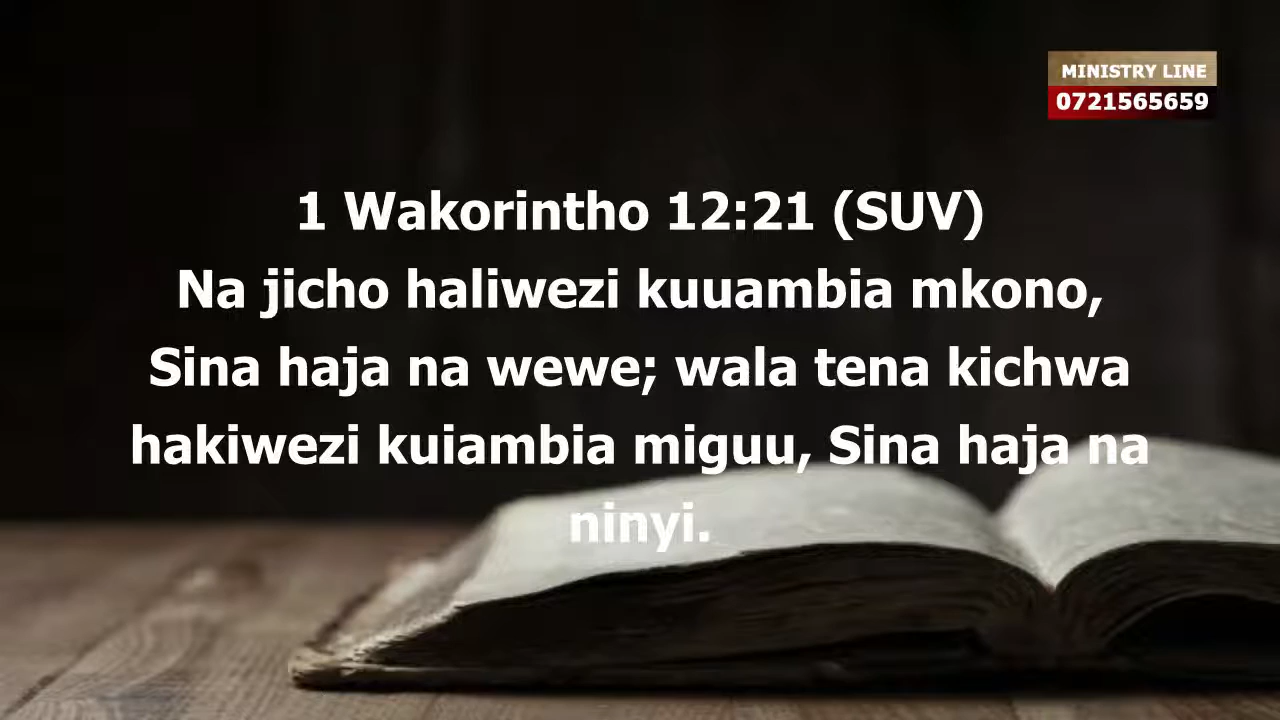 MINISTRY LINE
0721565659
1 Wakorintho 12:21 (SUV)
Na jicho haliwezi kuuambia mkono,
Sina haja na wewe; wala tena kichwa
hakiwezi kuiambia miguu, Sina haja na
ninyi.